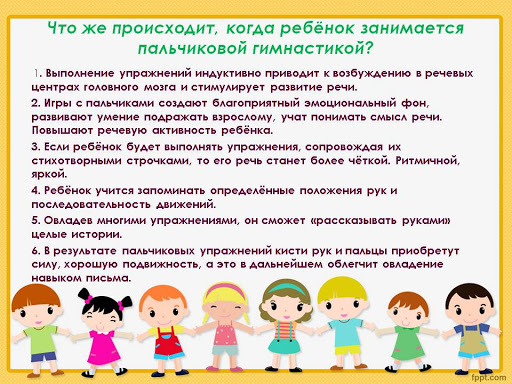 Что же происходит, когда ребёнок занимается
пальчиковой гимнастикой?
1. Выполнение упражнений индуктивно приводит к возбуждению в речевых
центрах головного мозга и стимулирует развитие речи.
2. Игры с пальчиками создают благоприятный эмоциональный фон,
развивают умение подражать взрослому, учат понимать смысл речи.
Повышают речевую активность ребёнка.
3. Если ребёнок будет выполнять упражнения, сопровождая их
стихотворными строчками, то его речь станет более чёткой. Ритмичной,
яркой.
4. Ребёнок учится запоминать определённые положения рук и
последовательность движений.
5. Овладев многими упражнениями, он сможет «рассказывать руками»
целые истории.
6. В результате пальчиковых упражнений кисти рук и пальцы приобретут
силу, хорошую подвижность, а это в дальнейшем облегчит овладение
навыком письма.
fppt.com